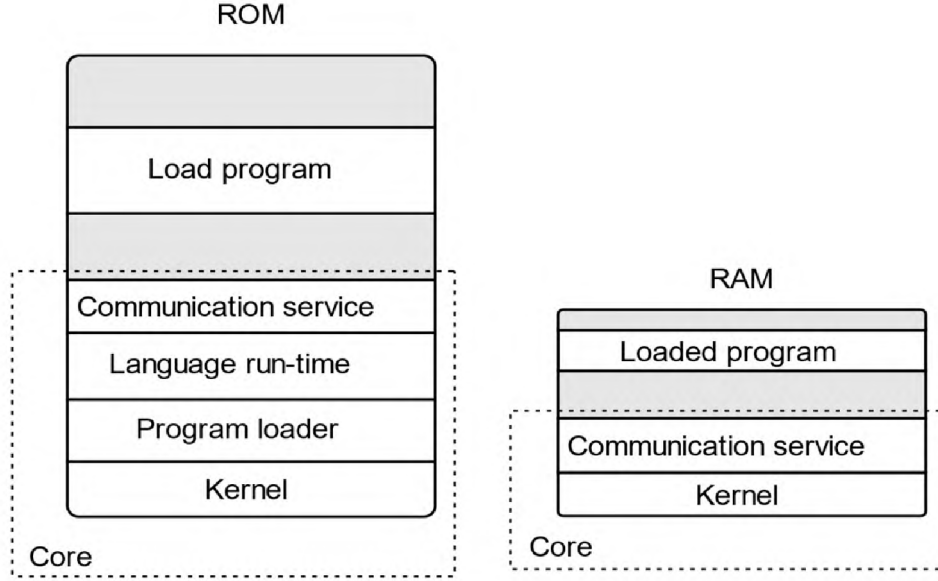 ROM
Load program
Communication service
Language run-time
Program loader
Kernel
Core
RAM
Loaded program
Communication service
Kernel
Core